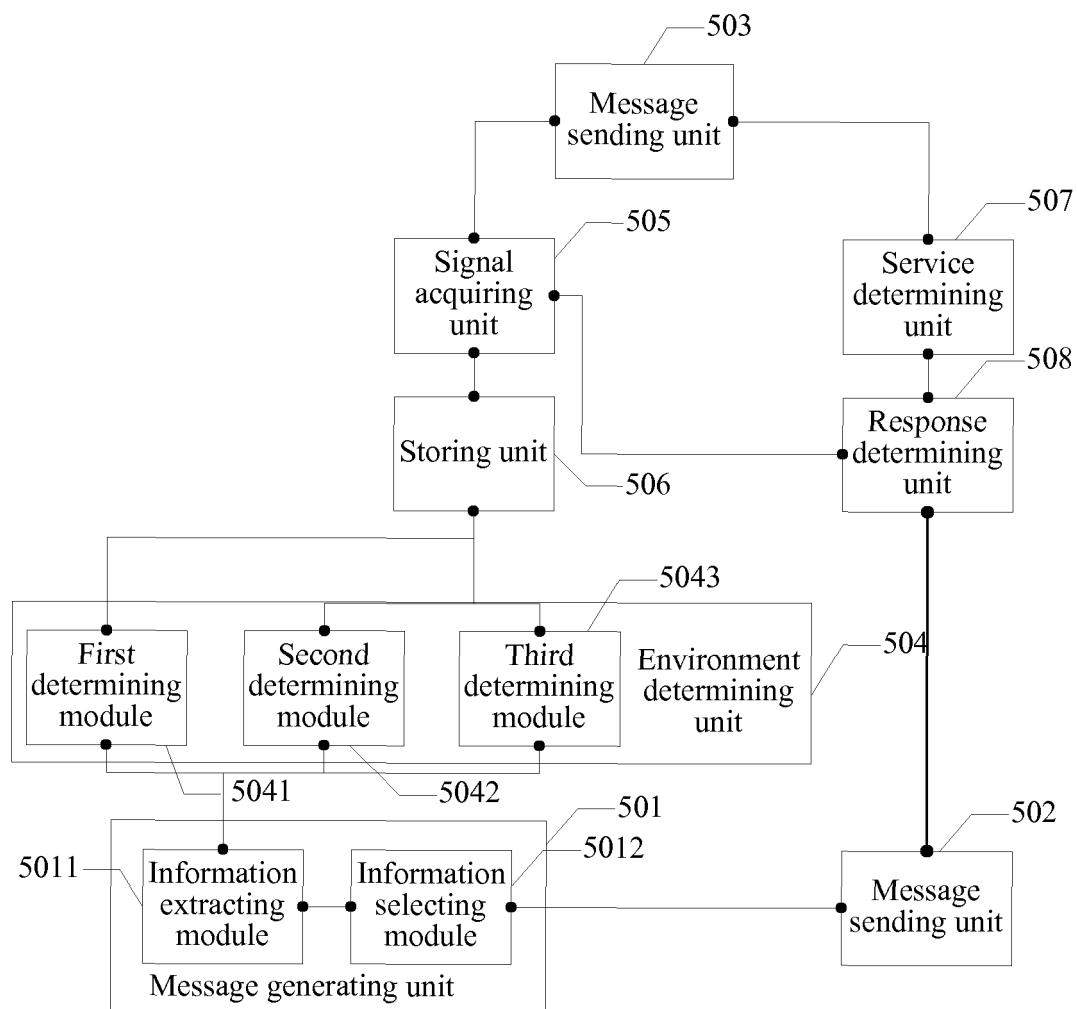 503
Message
sending unit
507
505
Signal
acquiring
unit
Service
determining
unit
508
Storing unit
506
Response
determining
unit
5043
First
determining
module
Second
determining
module
Third
determining
module
Environment
determining
unit
504
5041
5042
501
5012
502
5011
Information
extracting
module
Information
selecting
module
Message
sending unit
Message generating unit